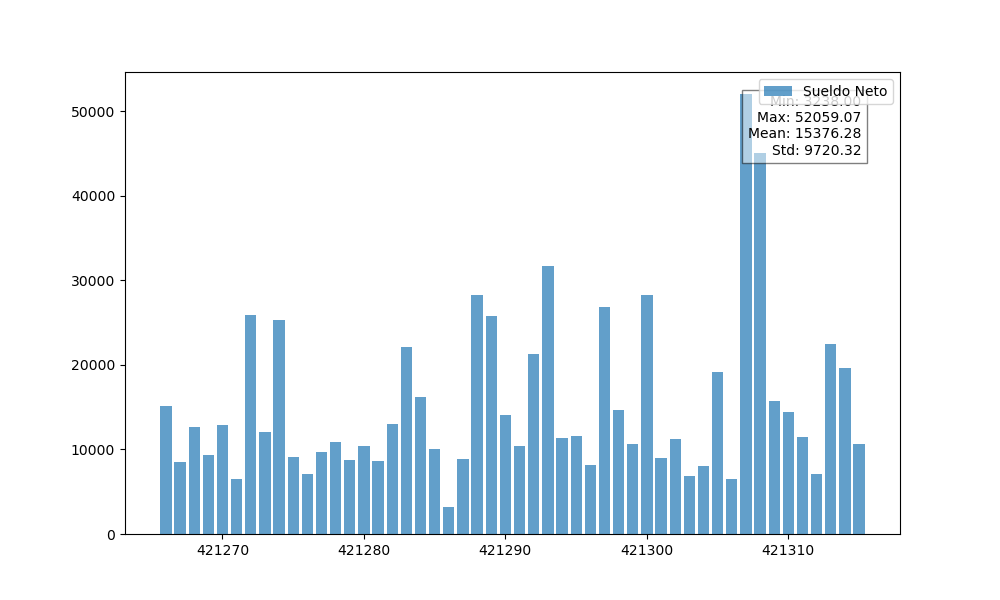 Sueldo Neto
Min: 3238.00
Max: 52059.07
Mean: 15376.28
Std: 9720.32
50000
40000
30000
20000
10000
0
421270 421280 421290 421300 421310